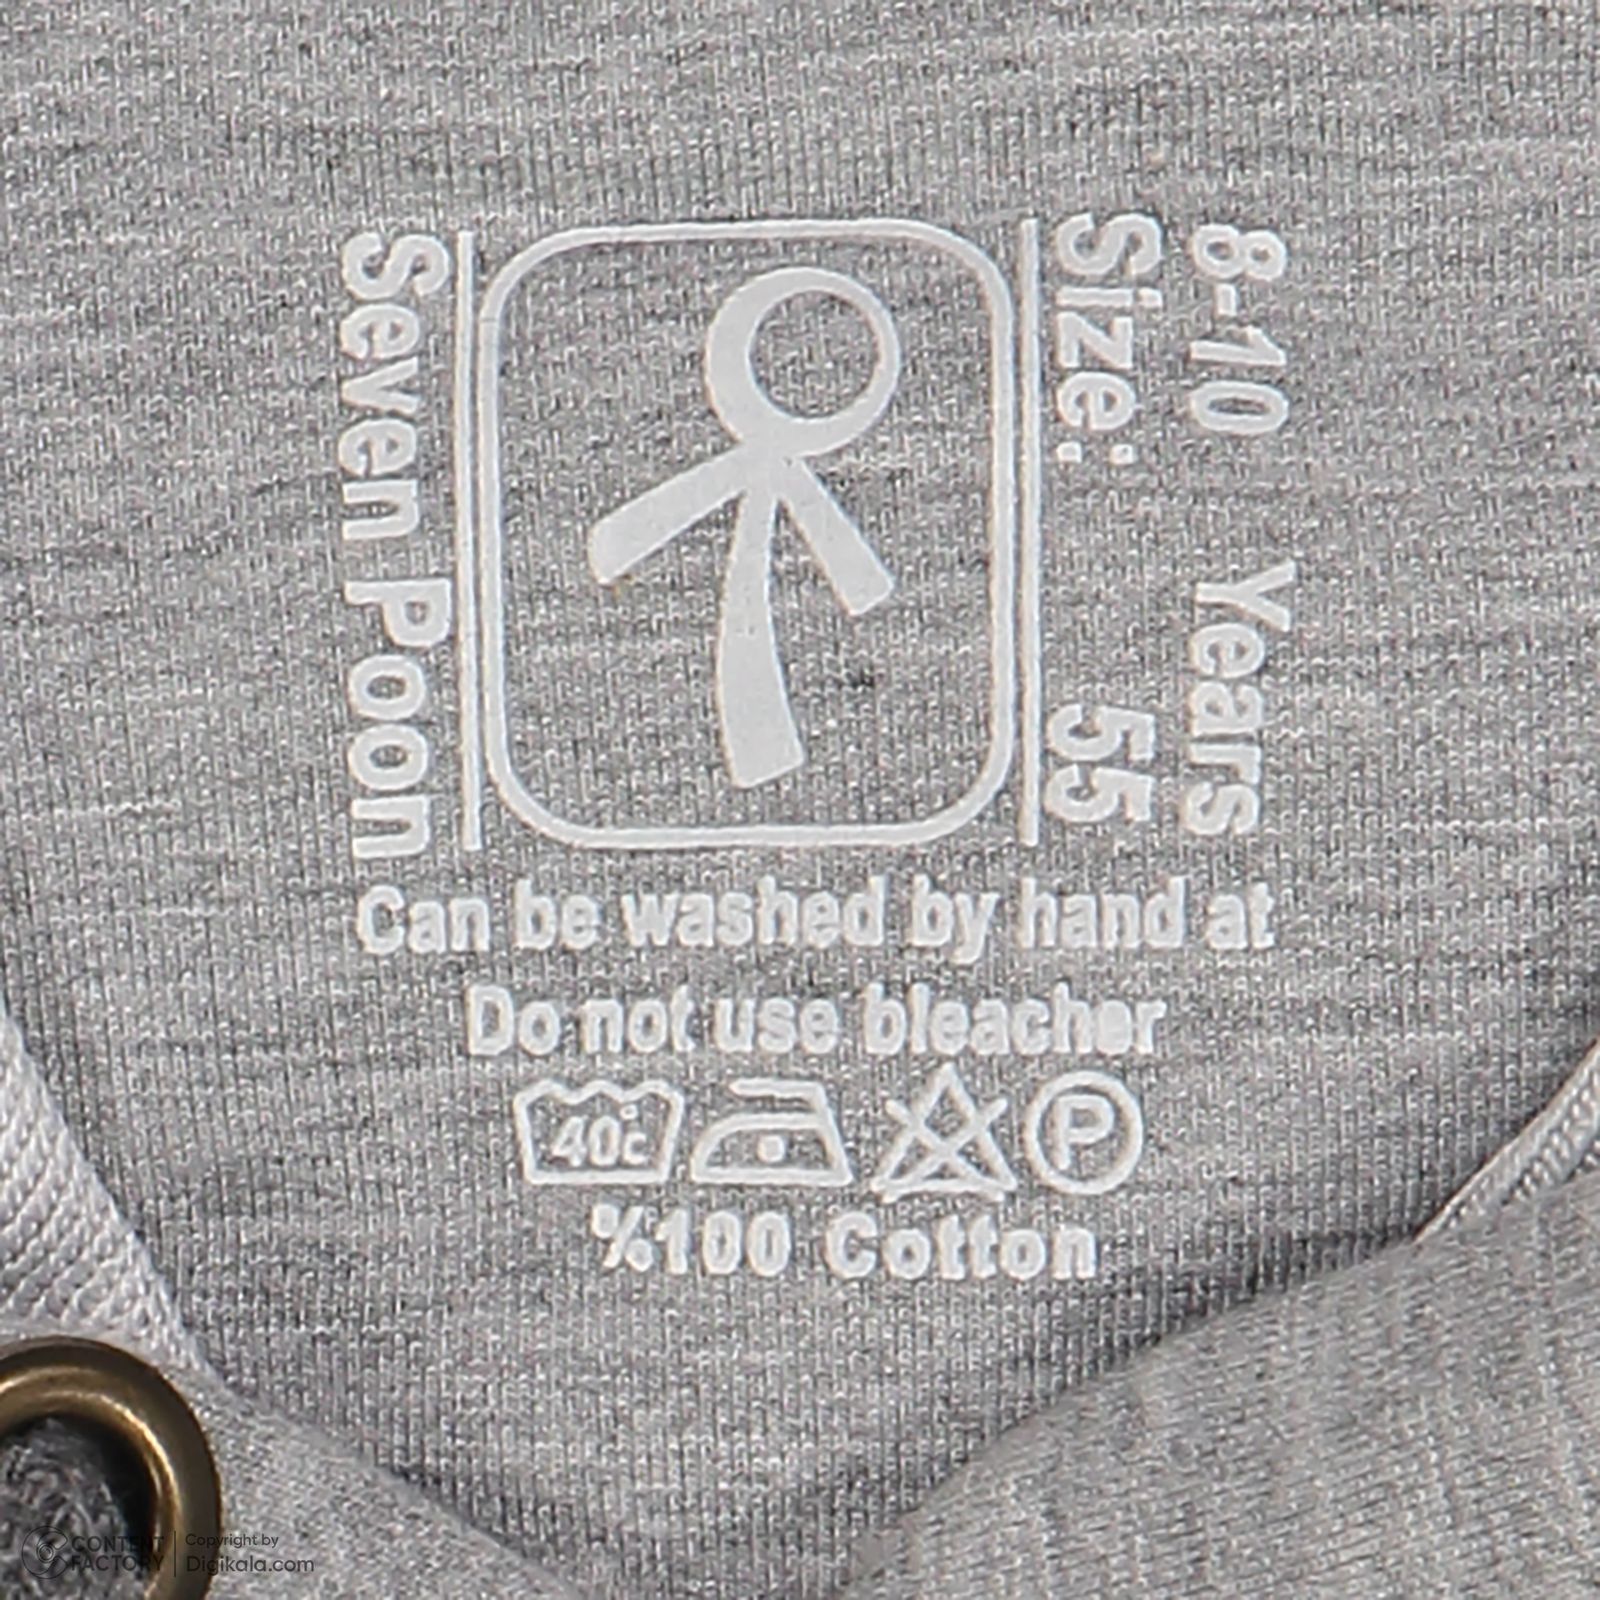 Seven Poon
Size: 55
8-10 Years
Can be washed by hand at
Do not use bleacher
40°c
P
%100 Cotton
CONTENT FACTORY
Copyright by
Digikala.com